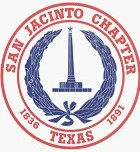 SAN JACINTO CHAPTER
1836
1891
TEXAS